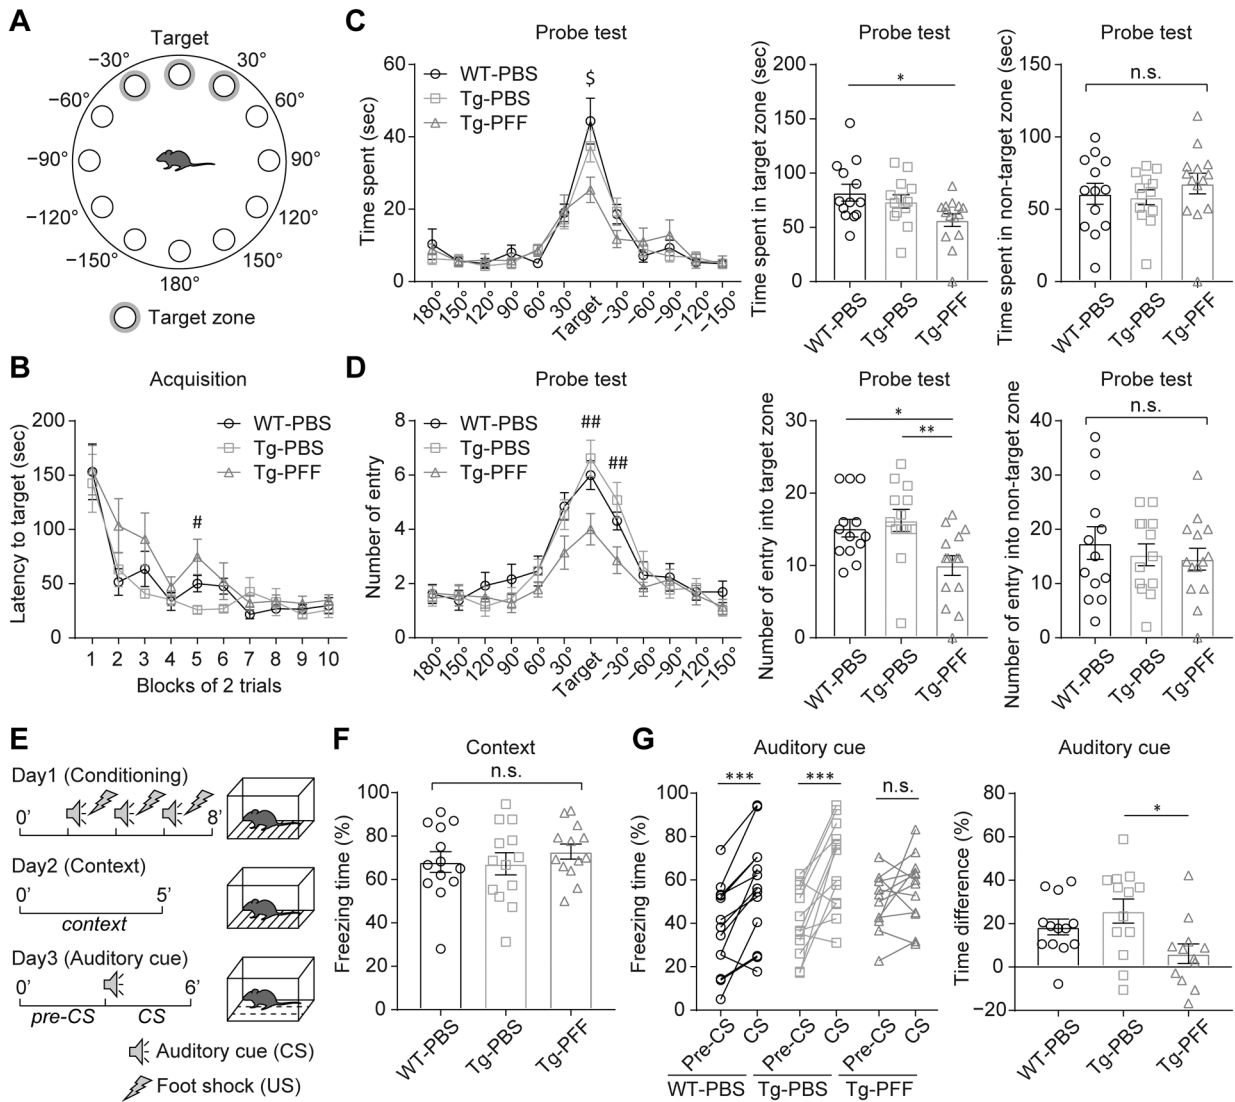 A
Target
−30°
30°
−60°
60°
−90°
90°
−120°
120°
−150°
150°
180°
Target zone
B
Acquisition
Latency to target (sec)
200
150
100
50
0
WT-PBS
Tg-PBS
Tg-PFF
#
1 2 3 4 5 6 7 8 9 10
Blocks of 2 trials
C
Probe test
Time spent (sec)
60
40
20
0
WT-PBS
Tg-PBS
Tg-PFF
$
180° 150° 120° 90° 60° 30° Target −30° −60° −90° −120° −150°
Probe test
Time spent in target zone (sec)
200
150
100
50
0
*
WT-PBS Tg-PBS Tg-PFF
Probe test
Time spent in non-target zone (sec)
150
100
50
0
n.s.
WT-PBS Tg-PBS Tg-PFF
D
Probe test
Number of entry
8
6
4
2
0
WT-PBS
Tg-PBS
Tg-PFF
##
##
180° 150° 120° 90° 60° 30° Target −30° −60° −90° −120° −150°
Probe test
Number of entry into target zone
30
20
10
0
*
**
WT-PBS Tg-PBS Tg-PFF
Probe test
Number of entry into non-target zone
40
30
20
10
0
n.s.
WT-PBS Tg-PBS Tg-PFF
E
Day1 (Conditioning)
0’ 8’
Day2 (Context)
0’ 5’
context
Day3 (Auditory cue)
0’ 6’
pre-CS CS
Auditory cue (CS)
Foot shock (US)
F
Context
Freezing time (%)
100
80
60
40
20
0
n.s.
WT-PBS Tg-PBS Tg-PFF
G
Auditory cue
Freezing time (%)
100
80
60
40
20
0
*** *** n.s.
Pre-CS CS Pre-CS CS Pre-CS CS
WT-PBS Tg-PBS Tg-PFF
Auditory cue
Time difference (%)
80
60
40
20
0
−20
*
WT-PBS Tg-PBS Tg-PFF